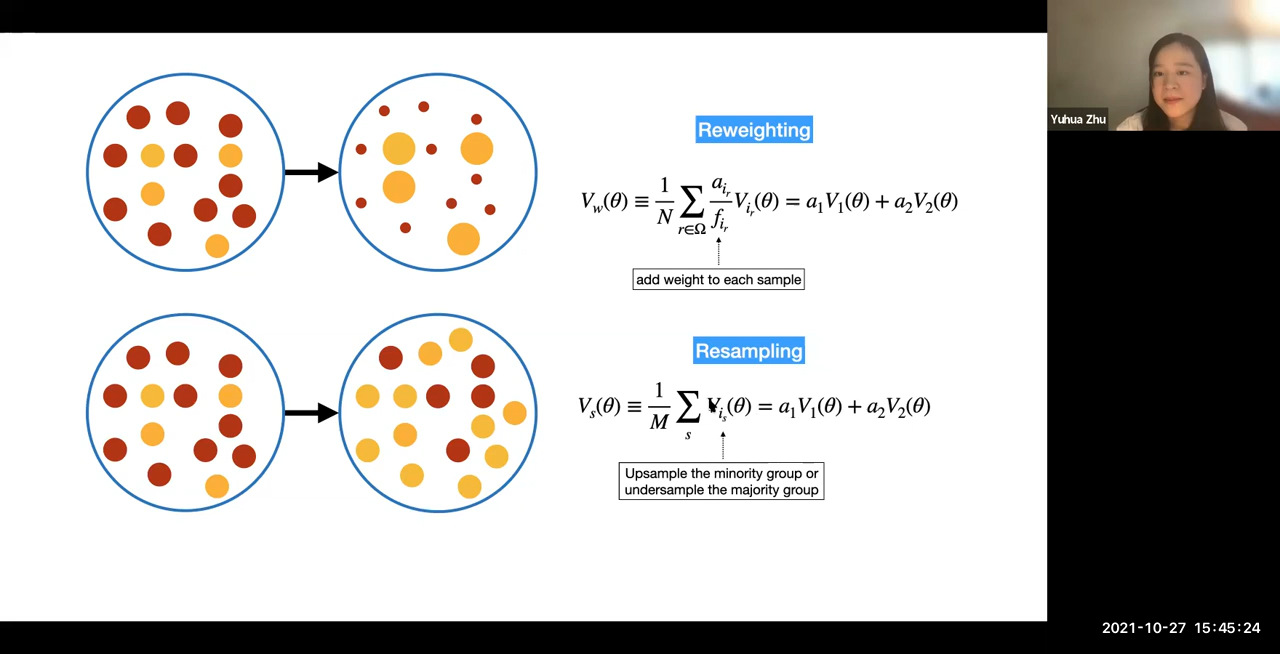 Yuhua Zhu
Reweighting
V_w(θ) ≡ 1/N ∑_{r∈Ω} a_{i_r}/f_{i_r} V_{i_r}(θ) = a_1V_1(θ) + a_2V_2(θ)
add weight to each sample
Resampling
V_s(θ) ≡ 1/M ∑_s V_{i_s}(θ) = a_1V_1(θ) + a_2V_2(θ)
Upsample the minority group or
undersample the majority group
2021-10-27 15:45:24